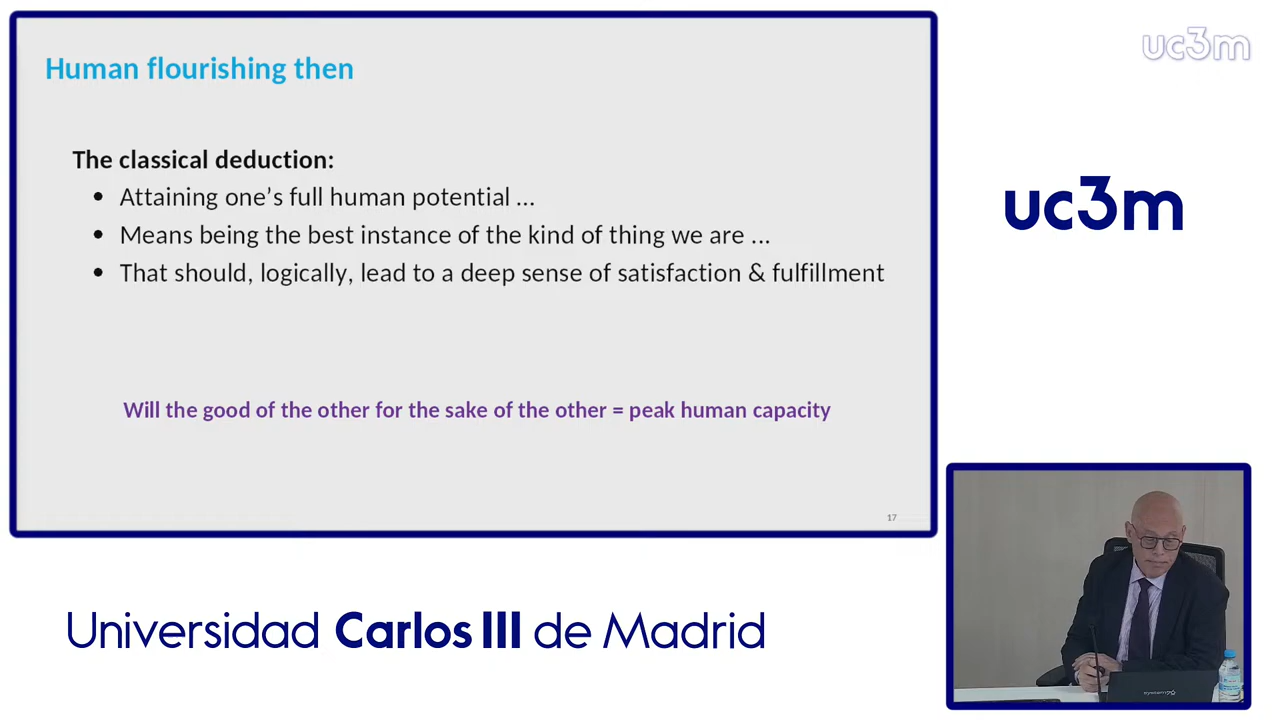 Human flourishing then
uc3m
The classical deduction:
• Attaining one's full human potential ...
• Means being the best instance of the kind of thing we are ...
• That should, logically, lead to a deep sense of satisfaction & fulfillment
uc3m
Will the good of the other for the sake of the other = peak human capacity
17
Universidad Carlos III de Madrid